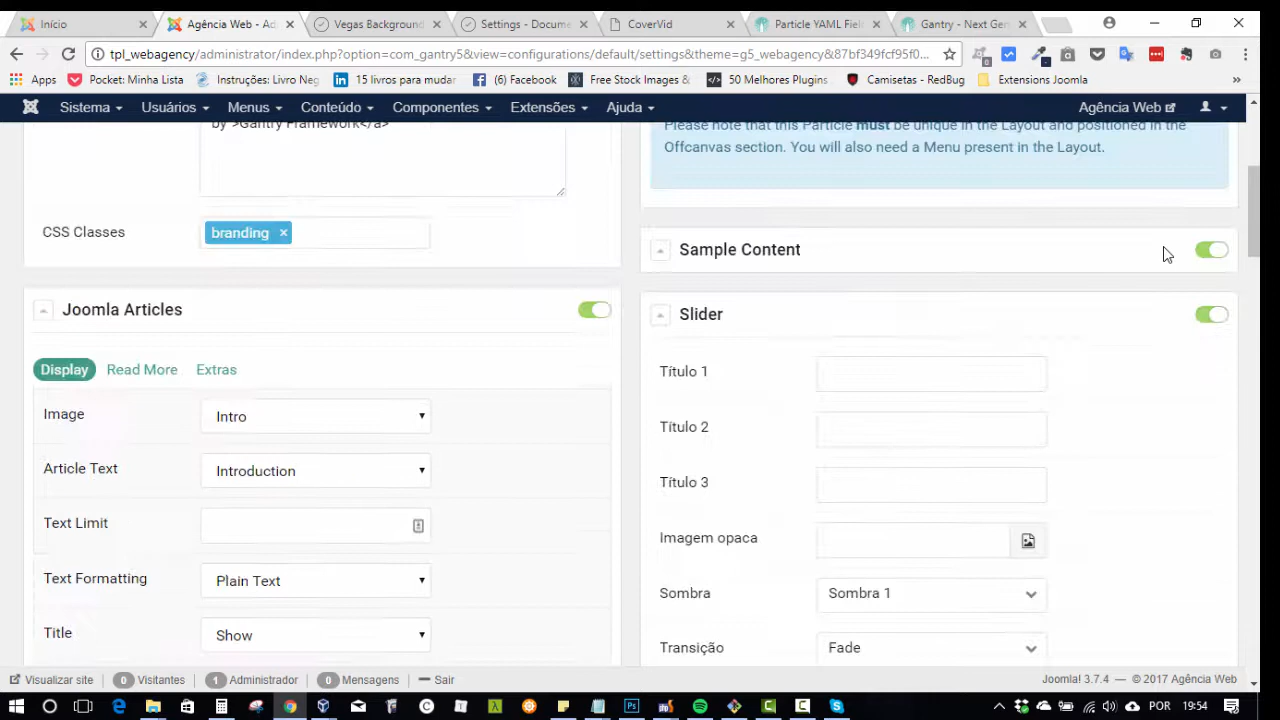 Início
Agência Web - Ad
Vegas Background
Settings - Docume
CoverVid
Particle YAML Fiel
Gantry - Next Gen
tpl_webagency/administrator/index.php?option=com_gantry5&view=configurations/default/settings&theme=g5_webagency&87bf349fcf95f0...
Apps
Pocket: Minha Lista
Instruções: Livro Neg
15 livros para mudar
(6) Facebook
Free Stock Images &
50 Melhores Plugins
Camisetas - RedBug
Extensions Joomla
»
Sistema
Usuários
Menus
Conteúdo
Componentes
Extensões
Ajuda
Agência Web
by >Gantry Framework</a>
CSS Classes
branding ×
Joomla Articles
Display
Read More
Extras
Image
Intro
Article Text
Introduction
Text Limit
Text Formatting
Plain Text
Title
Show
Please note that this Particle must be unique in the Layout and positioned in the
Offcanvas section. You will also need a Menu present in the Layout.
Sample Content
Slider
Título 1
Título 2
Título 3
Imagem opaca
Sombra
Sombra 1
Transição
Fade
Visualizar site
0 Visitantes
1 Administrador
0 Mensagens
Sair
Joomla! 3.7.4 — © 2017 Agência Web
POR
19:54